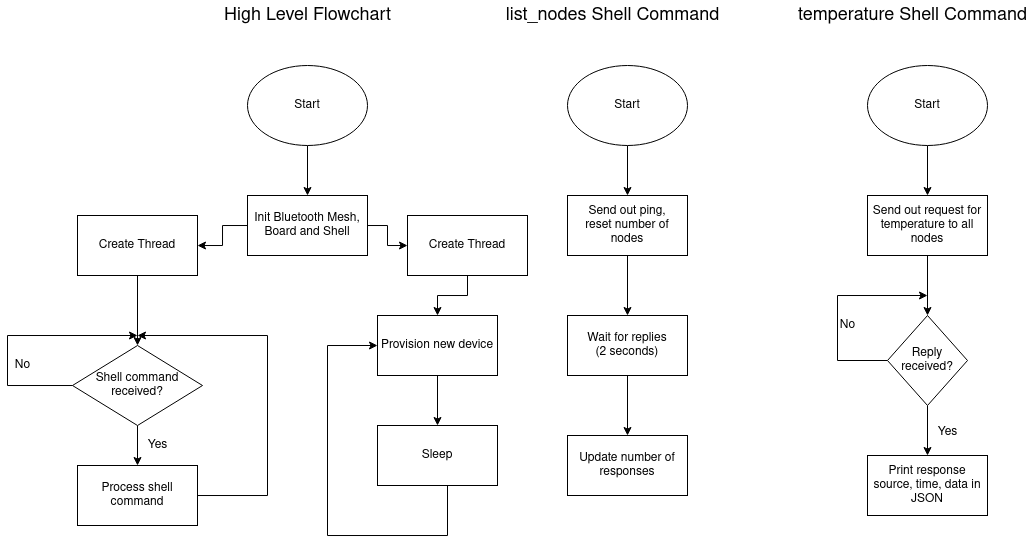 High Level Flowchart
list_nodes Shell Command
temperature Shell Command
Start
Init Bluetooth Mesh,
Board and Shell
Create Thread
Create Thread
No
Shell command
received?
Yes
Process shell
command
Provision new device
Sleep
Start
Send out ping,
reset number of
nodes
Wait for replies
(2 seconds)
Update number of
responses
Start
Send out request for
temperature to all
nodes
No
Reply
received?
Yes
Print response
source, time, data in
JSON